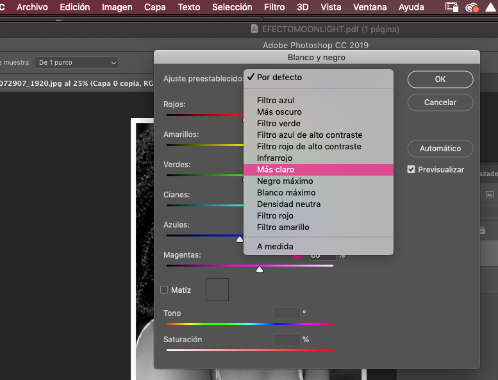 C Archivo Edición Imagen Capa Texto Selección Filtro 3D Vista Ventana Ayuda
EFECTOMOONLIGHT.pdf (1 página)
Adobe Photoshop CC 2019
muestra: De 1 punto
072907_1920.jpg al 25% (Capa 0 copia, RG
Blanco y negro
Ajuste preestablecido: Por defecto
OK
Filtro azul
Cancelar
Rojos:
Más oscuro
Filtro verde
Amarillos:
Filtro azul de alto contraste
Filtro rojo de alto contraste
Automático
Infrarrojo
Verdes:
Más claro
Previsualizar
Negro máximo
Cianes:
Blanco máximo
Densidad neutra
Filtro rojo
Azules:
Filtro amarillo
A medida
Magentas:
80 %
Matiz
Tono
°
Saturación
%